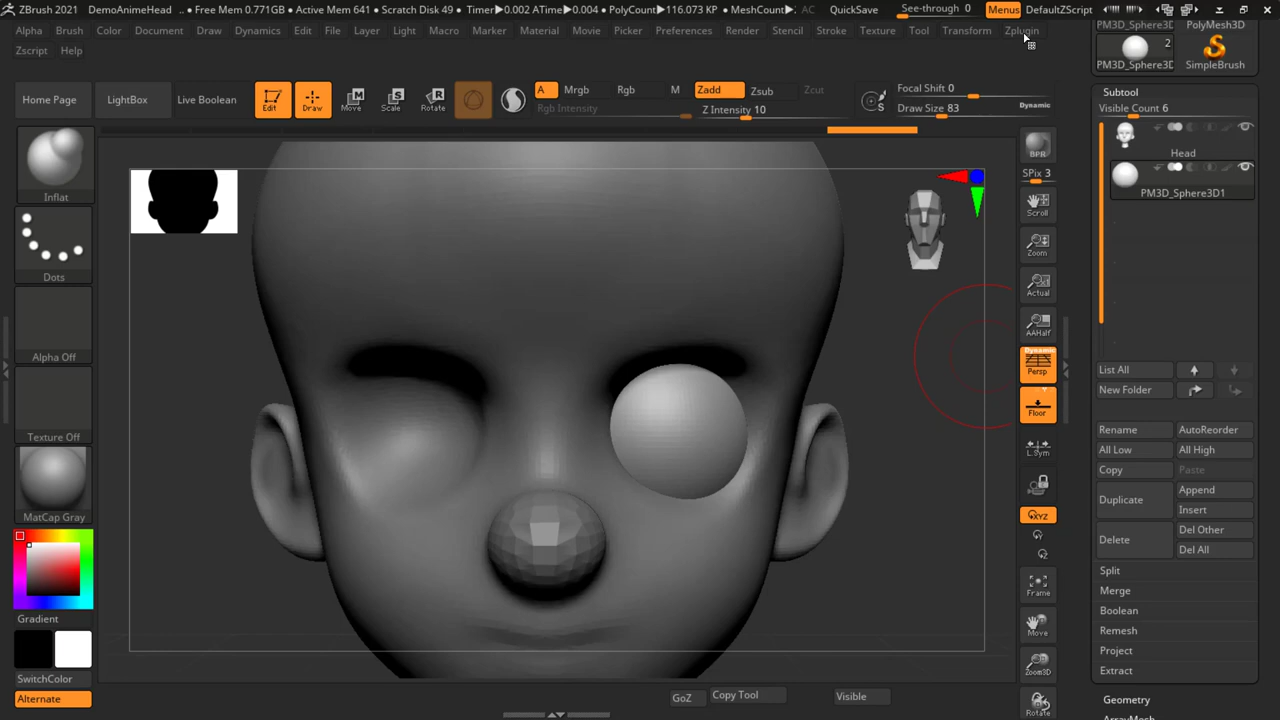 ZBrush 2021 DemoAnimeHead .. • Free Mem 0.771GB • Active Mem 641 • Scratch Disk 49 • Timer▸0.002 ATime▸0.004 • PolyCount▸116.073 KP • MeshCount▸ AC QuickSave See-through 0 Menus DefaultZScript
Alpha Brush Color Document Draw Dynamics Edit File Layer Light Macro Marker Material Movie Picker Preferences Render Stencil Stroke Texture Tool Transform Zplugin
Zscript Help
PM3D_Sphere3D PolyMesh3D
2
PM3D_Sphere3D SimpleBrush
Home Page LightBox Live Boolean Edit Draw Move Scale Rotate
A Mrgb Rgb M Zadd Zsub Zcut
Rgb Intensity Z Intensity 10
Focal Shift 0
Draw Size 83 Dynamic
S
Subtool
Visible Count 6
Head
PM3D_Sphere3D1
Inflat
Dots
Alpha Off
Texture Off
MatCap Gray
Gradient
SwitchColor
Alternate
BPR
SPix 3
Scroll
Zoom
Actual
AAHalf
Dynamic
Persp
Floor
L.Sym
XYZ
Frame
Move
Zoom3D
Rotate
List All
New Folder
Rename AutoReorder
All Low All High
Copy Paste
Duplicate Append
Insert
Delete Del Other
Del All
Split
Merge
Boolean
Remesh
Project
Extract
Geometry
ArrayMesh
GoZ Copy Tool Visible